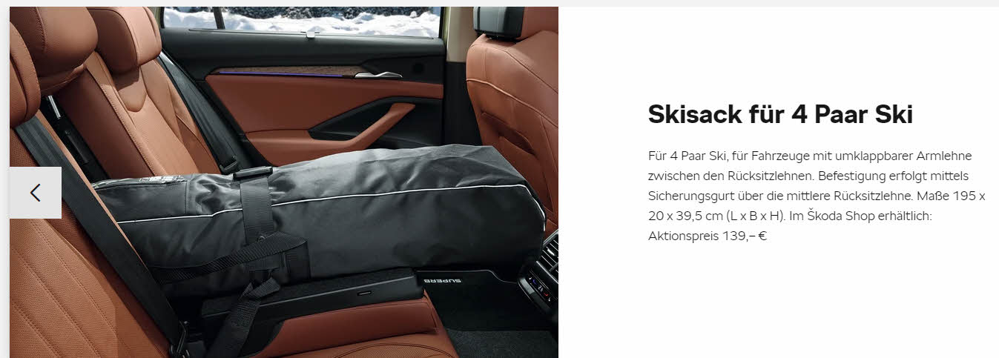 Skisack für 4 Paar Ski
Für 4 Paar Ski, für Fahrzeuge mit umklappbarer Armlehne
zwischen den Rücksitzlehnen. Befestigung erfolgt mittels
Sicherungsgurt über die mittlere Rücksitzlehne. Maße 195 x
20 x 39,5 cm (L x B x H). Im Škoda Shop erhältlich:
Aktionspreis 139,– €
SUPERB